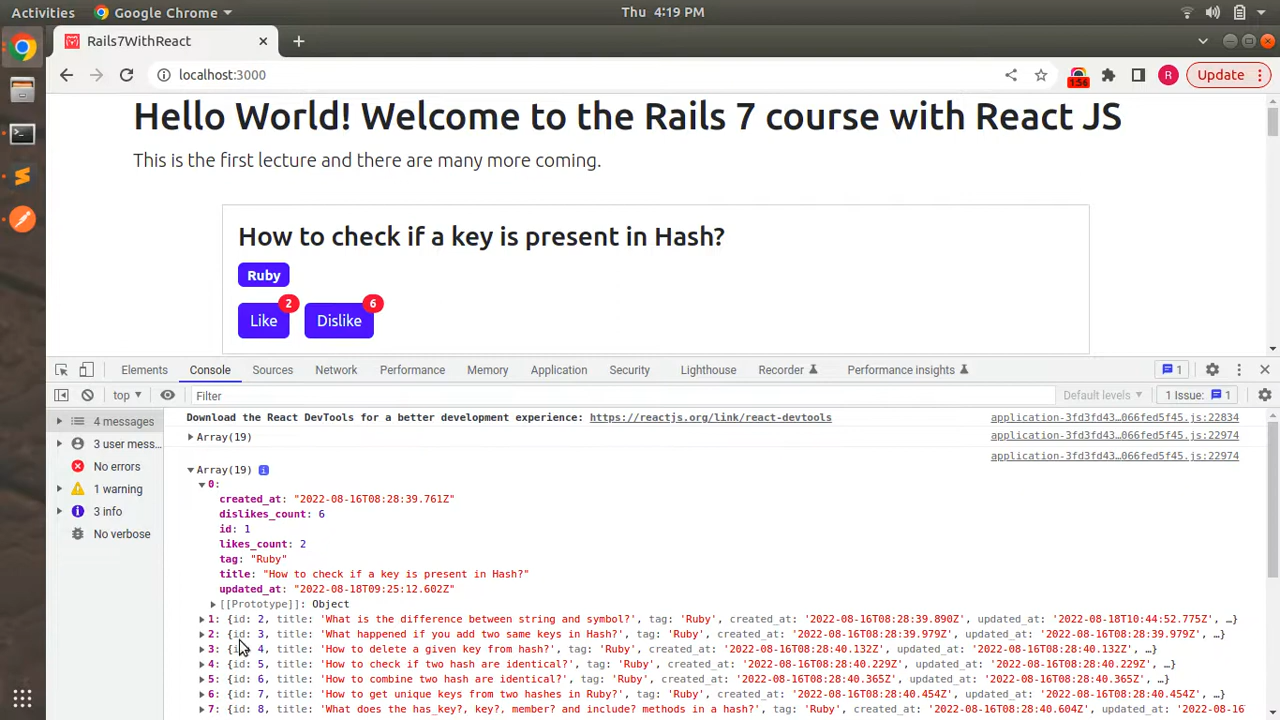 Activities Google Chrome Thu 4:19 PM
Rails7WithReact
localhost:3000 1:56 R Update
Hello World! Welcome to the Rails 7 course with React JS
This is the first lecture and there are many more coming.
How to check if a key is present in Hash?
Ruby
2 6
Like Dislike
Elements Console Sources Network Performance Memory Application Security Lighthouse Recorder Performance insights 1
top Filter Default levels 1 Issue: 1
4 messages
3 user mess...
No errors
1 warning
3 info
No verbose
Download the React DevTools for a better development experience: https://reactjs.org/link/react-devtools application-3fd3fd43…066fed5f45.js:22834
Array(19) application-3fd3fd43…066fed5f45.js:22974
application-3fd3fd43…066fed5f45.js:22974
Array(19) i
0:
created_at: "2022-08-16T08:28:39.761Z"
dislikes_count: 6
id: 1
likes_count: 2
tag: "Ruby"
title: "How to check if a key is present in Hash?"
updated_at: "2022-08-18T09:25:12.602Z"
[[Prototype]]: Object
1: {id: 2, title: 'What is the difference between string and symbol?', tag: 'Ruby', created_at: '2022-08-16T08:28:39.890Z', updated_at: '2022-08-18T10:44:52.775Z', …}
2: {id: 3, title: 'What happened if you add two same keys in Hash?', tag: 'Ruby', created_at: '2022-08-16T08:28:39.979Z', updated_at: '2022-08-16T08:28:39.979Z', …}
3: {id: 4, title: 'How to delete a given key from hash?', tag: 'Ruby', created_at: '2022-08-16T08:28:40.132Z', updated_at: '2022-08-16T08:28:40.132Z', …}
4: {id: 5, title: 'How to check if two hash are identical?', tag: 'Ruby', created_at: '2022-08-16T08:28:40.229Z', updated_at: '2022-08-16T08:28:40.229Z', …}
5: {id: 6, title: 'How to combine two hash are identical?', tag: 'Ruby', created_at: '2022-08-16T08:28:40.365Z', updated_at: '2022-08-16T08:28:40.365Z', …}
6: {id: 7, title: 'How to get unique keys from two hashes in Ruby?', tag: 'Ruby', created_at: '2022-08-16T08:28:40.454Z', updated_at: '2022-08-16T08:28:40.454Z', …}
7: {id: 8, title: 'What does the has_key?, key?, member? and include? methods in a hash?', tag: 'Ruby', created_at: '2022-08-16T08:28:40.604Z', updated_at: '2022-08-16